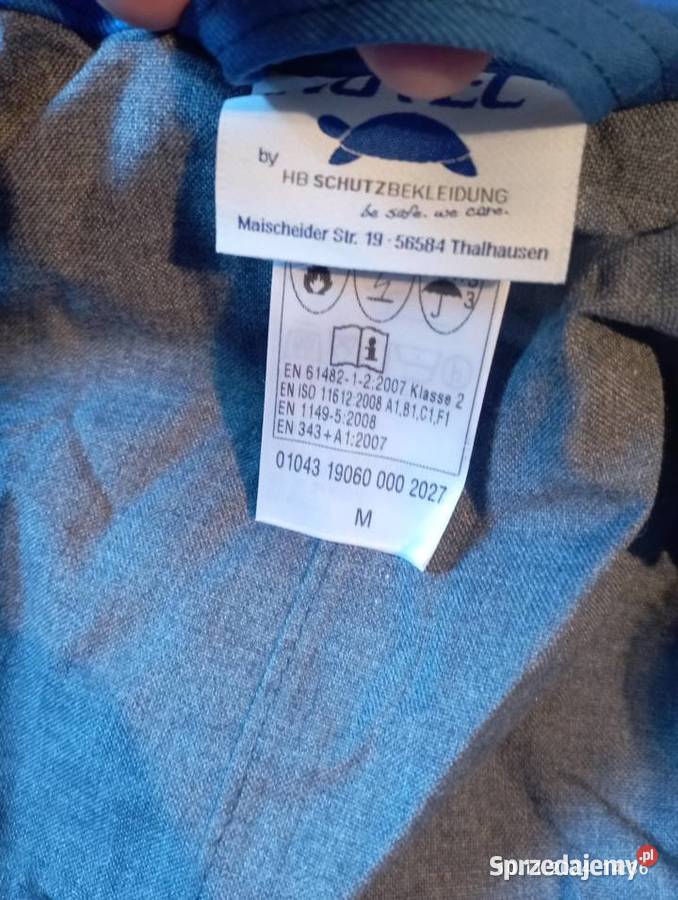 by
HB SCHUTZBEKLEIDUNG
be safe. we care.
Maischeider Str. 19 · 56584 Thalhausen
3
i
EN 61482-1-2:2007 Klasse 2
EN ISO 11612:2008 A1,B1,C1,F1
EN 1149-5:2008
EN 343+A1:2007
01043 19060 000 2027
M
Sprzedajemy.pl